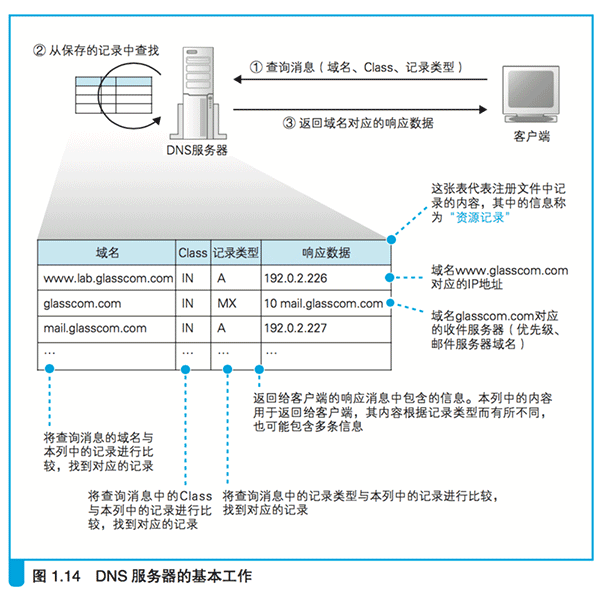 ② 从保存的记录中查找
① 查询消息（域名、Class、记录类型）
③ 返回域名对应的响应数据
DNS服务器
客户端
这张表代表注册文件中记
录的内容，其中的信息称
为“资源记录”
域名 Class 记录类型 响应数据
www.lab.glasscom.com IN A 192.0.2.226
glasscom.com IN MX 10 mail.glasscom.com
mail.glasscom.com IN A 192.0.2.227
… … … …
域名www.glasscom.com
对应的IP地址
域名glasscom.com对应
的收件服务器（优先级、
邮件服务器域名）
返回给客户端的响应消息中包含的信息。本列中的内容
用于返回给客户端，其内容根据记录类型而有所不同，
也可能包含多条信息
将查询消息的域名与
本列中的记录进行比
较，找到对应的记录
将查询消息中的Class
与本列中的记录进行比
较，找到对应的记录
将查询消息中的记录类型与本列中的记录进行比较，
找到对应的记录
图 1.14 DNS 服务器的基本工作